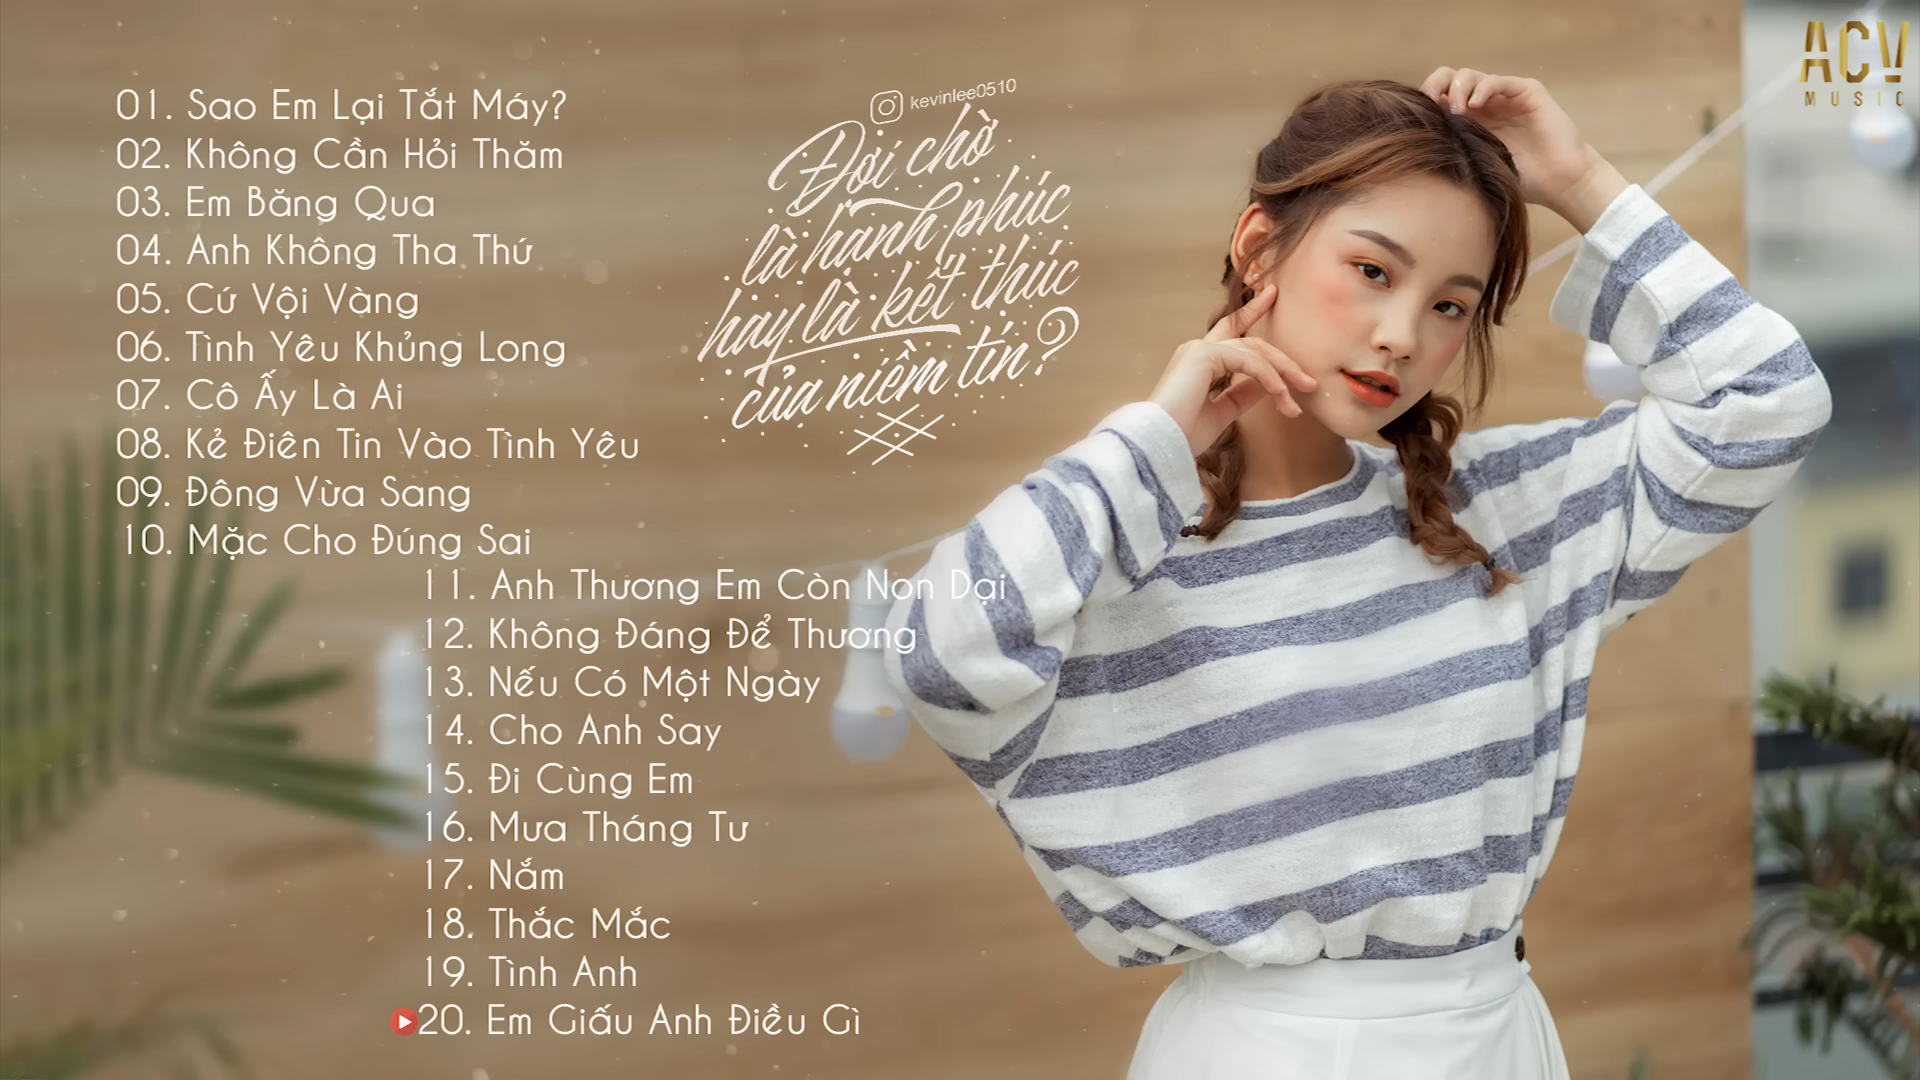 01. Sao Em Lại Tắt Máy?
02. Không Cần Hỏi Thăm
03. Em Băng Qua
04. Anh Không Tha Thứ
05. Cứ Vội Vàng
06. Tình Yêu Khủng Long
07. Cô Ấy Là Ai
08. Kẻ Điên Tin Vào Tình Yêu
09. Đông Vừa Sang
10. Mặc Cho Đúng Sai
11. Anh Thương Em Còn Non Dại
12. Không Đáng Để Thương
13. Nếu Có Một Ngày
14. Cho Anh Say
15. Đi Cùng Em
16. Mưa Tháng Tư
17. Nắm
18. Thắc Mắc
19. Tình Anh
20. Em Giấu Anh Điều Gì
kevinlee0510
Đợi chờ
là hạnh phúc
hay là kết thúc
của niềm tin?
ACV
MUSIC